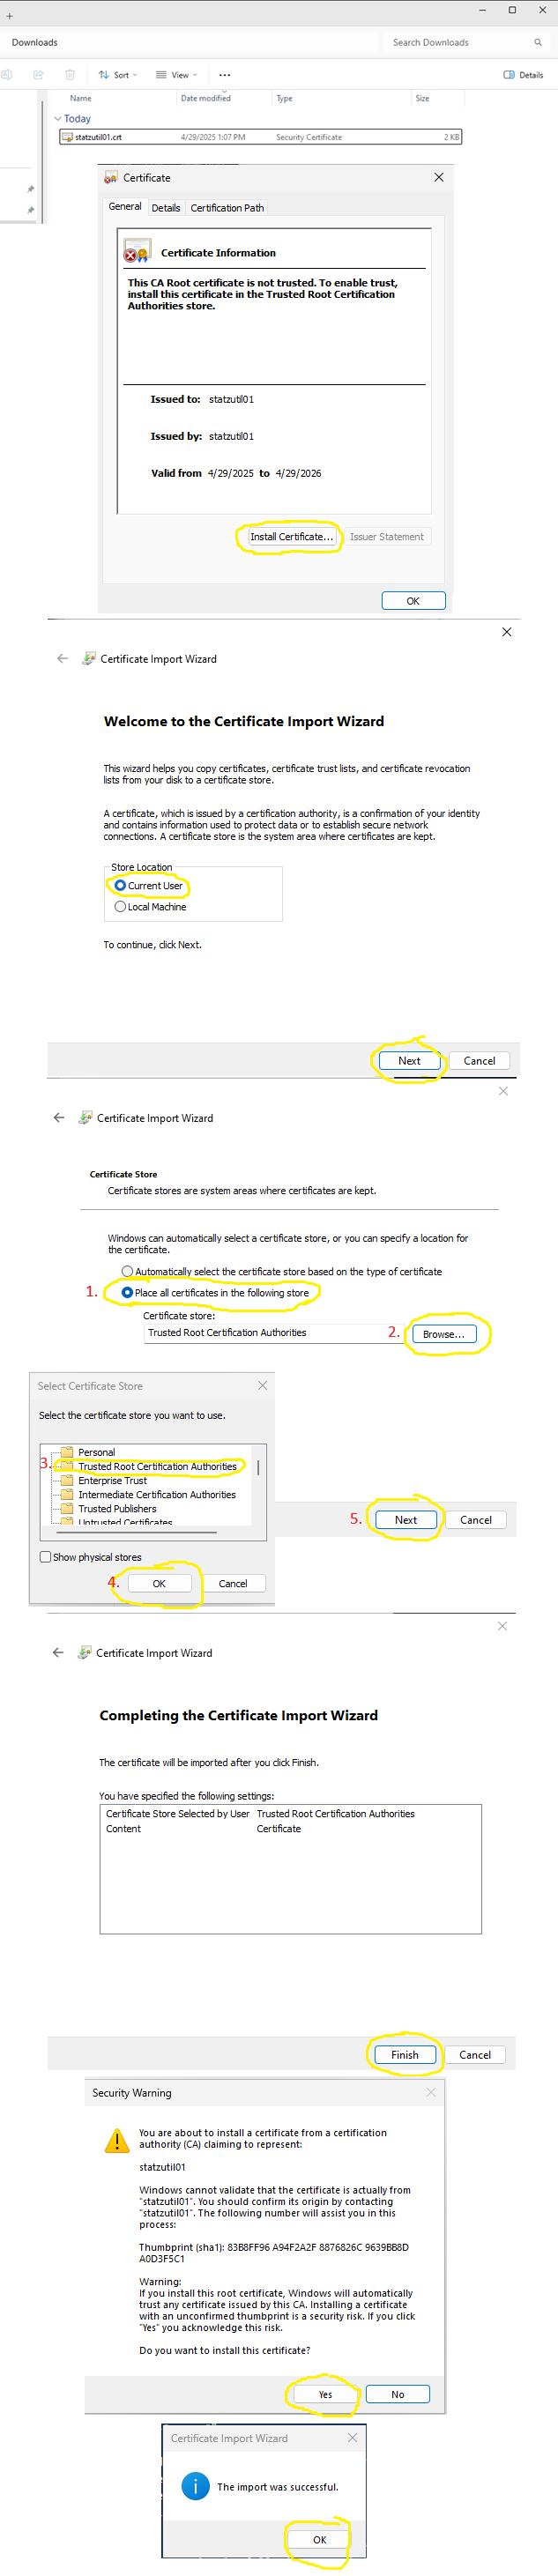 Downloads
Search Downloads
Sort
View
Details
Name Date modified Type Size
Today
statzutil01.crt 4/29/2025 1:07 PM Security Certificate 2 KB
Certificate
General Details Certification Path
Certificate Information
This CA Root certificate is not trusted. To enable trust,
install this certificate in the Trusted Root Certification
Authorities store.
Issued to: statzutil01
Issued by: statzutil01
Valid from 4/29/2025 to 4/29/2026
Install Certificate... Issuer Statement
OK
Certificate Import Wizard
Welcome to the Certificate Import Wizard
This wizard helps you copy certificates, certificate trust lists, and certificate revocation
lists from your disk to a certificate store.
A certificate, which is issued by a certification authority, is a confirmation of your identity
and contains information used to protect data or to establish secure network
connections. A certificate store is the system area where certificates are kept.
Store Location
Current User
Local Machine
To continue, click Next.
Next Cancel
Certificate Import Wizard
Certificate Store
Certificate stores are system areas where certificates are kept.
Windows can automatically select a certificate store, or you can specify a location for
the certificate.
Automatically select the certificate store based on the type of certificate
1. Place all certificates in the following store
Certificate store:
Trusted Root Certification Authorities 2. Browse...
Select Certificate Store
Select the certificate store you want to use.
Personal
3. Trusted Root Certification Authorities
Enterprise Trust
Intermediate Certification Authorities
Trusted Publishers
Untrusted Certificates
5. Next Cancel
Show physical stores
4. OK Cancel
Certificate Import Wizard
Completing the Certificate Import Wizard
The certificate will be imported after you click Finish.
You have specified the following settings:
Certificate Store Selected by User Trusted Root Certification Authorities
Content Certificate
Finish Cancel
Security Warning
You are about to install a certificate from a certification
authority (CA) claiming to represent:
statzutil01
Windows cannot validate that the certificate is actually from
"statzutil01". You should confirm its origin by contacting
"statzutil01". The following number will assist you in this
process:
Thumbprint (sha1): 83B8FF96 A94F2A2F 8876826C 9639BB8D
A0D3F5C1
Warning:
If you install this root certificate, Windows will automatically
trust any certificate issued by this CA. Installing a certificate
with an unconfirmed thumbprint is a security risk. If you click
"Yes" you acknowledge this risk.
Do you want to install this certificate?
Yes No
Certificate Import Wizard
The import was successful.
OK